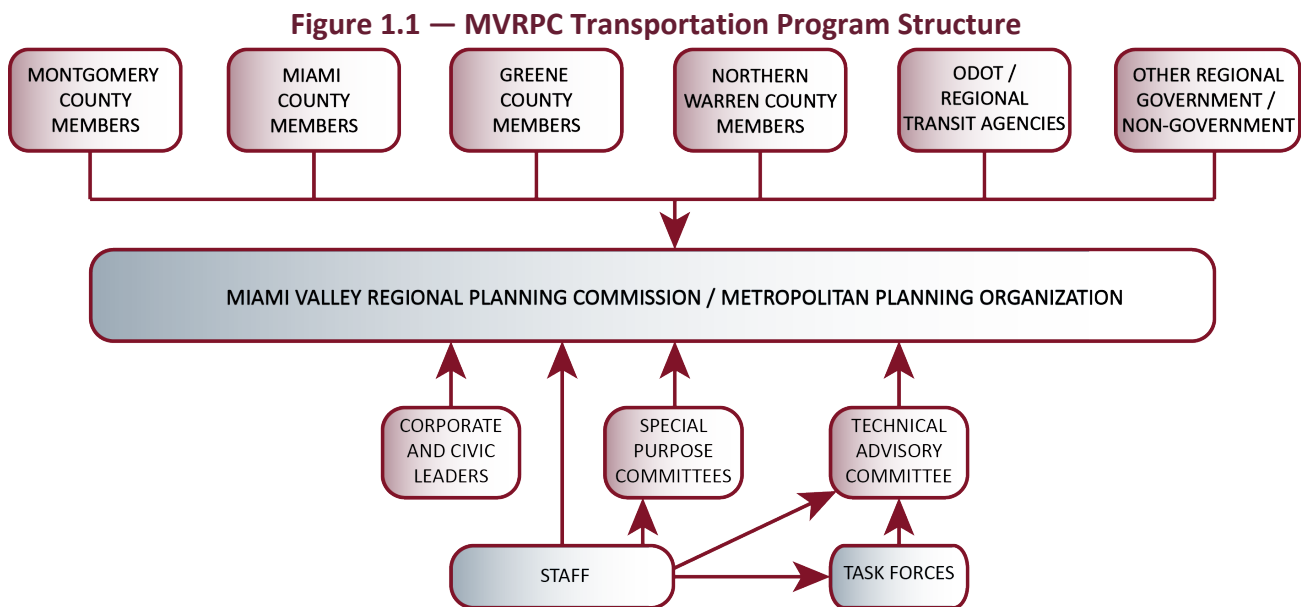 Figure 1.1 — MVRPC Transportation Program Structure
MONTGOMERY
COUNTY
MEMBERS
MIAMI
COUNTY
MEMBERS
GREENE
COUNTY
MEMBERS
NORTHERN
WARREN COUNTY
MEMBERS
ODOT /
REGIONAL
TRANSIT AGENCIES
OTHER REGIONAL
GOVERNMENT /
NON-GOVERNMENT
MIAMI VALLEY REGIONAL PLANNING COMMISSION / METROPOLITAN PLANNING ORGANIZATION
CORPORATE
AND CIVIC
LEADERS
SPECIAL
PURPOSE
COMMITTEES
TECHNICAL
ADVISORY
COMMITTEE
STAFF
TASK FORCES